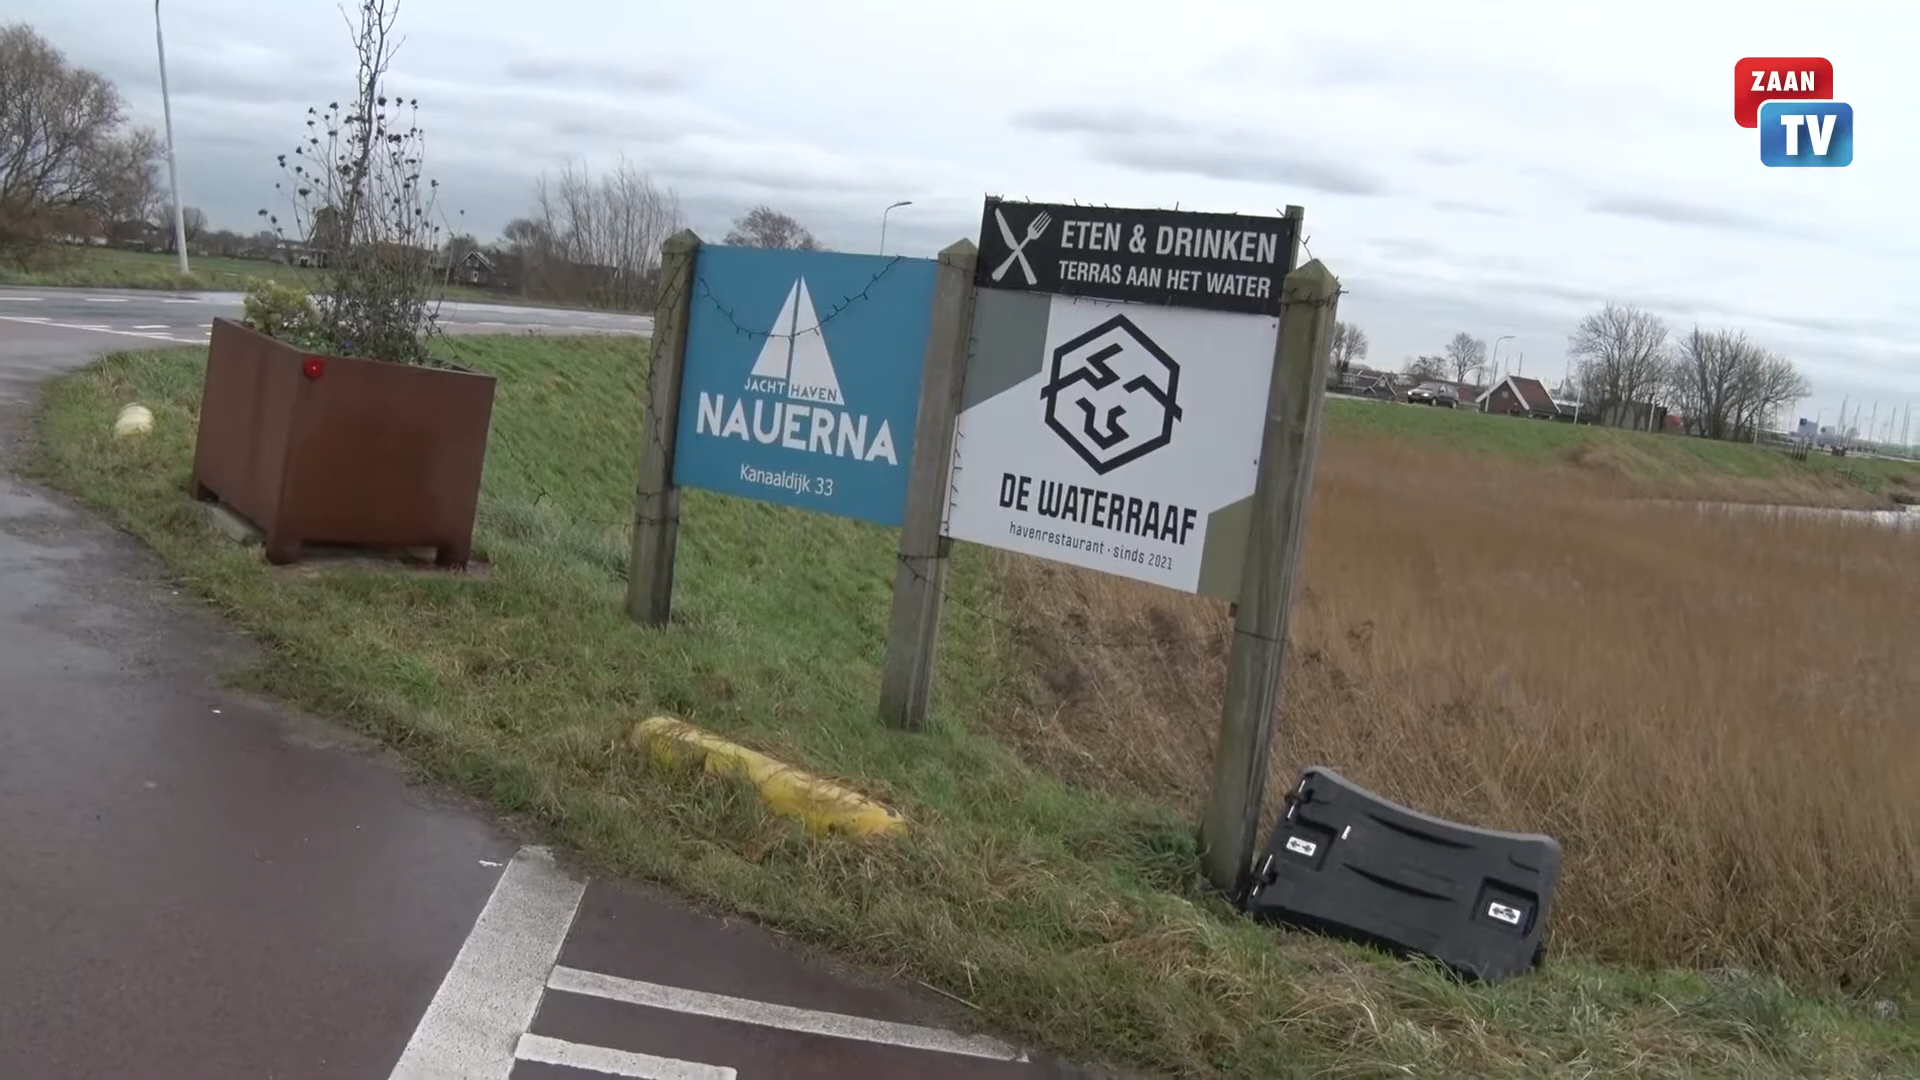 ZAAN
TV
ETEN & DRINKEN
TERRAS AAN HET WATER
JACHT HAVEN
NAUERNA
Kanaaldijk 33
DE WATERRAAF
havenrestaurant · sinds 2021